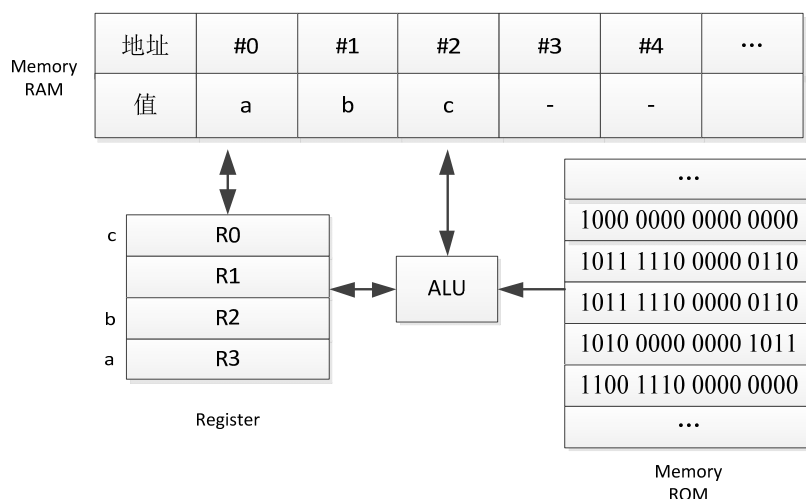 Memory
RAM
地址 #0 #1 #2 #3 #4 ...
值 a b c - -
c R0
R1
b R2
a R3
Register
ALU
...
1000 0000 0000 0000
1011 1110 0000 0110
1011 1110 0000 0110
1010 0000 0000 1011
1100 1110 0000 0000
...
Memory
ROM